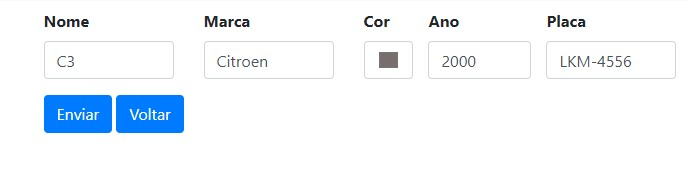 Nome Marca Cor Ano Placa
C3 Citroen 2000 LKM-4556
Enviar Voltar